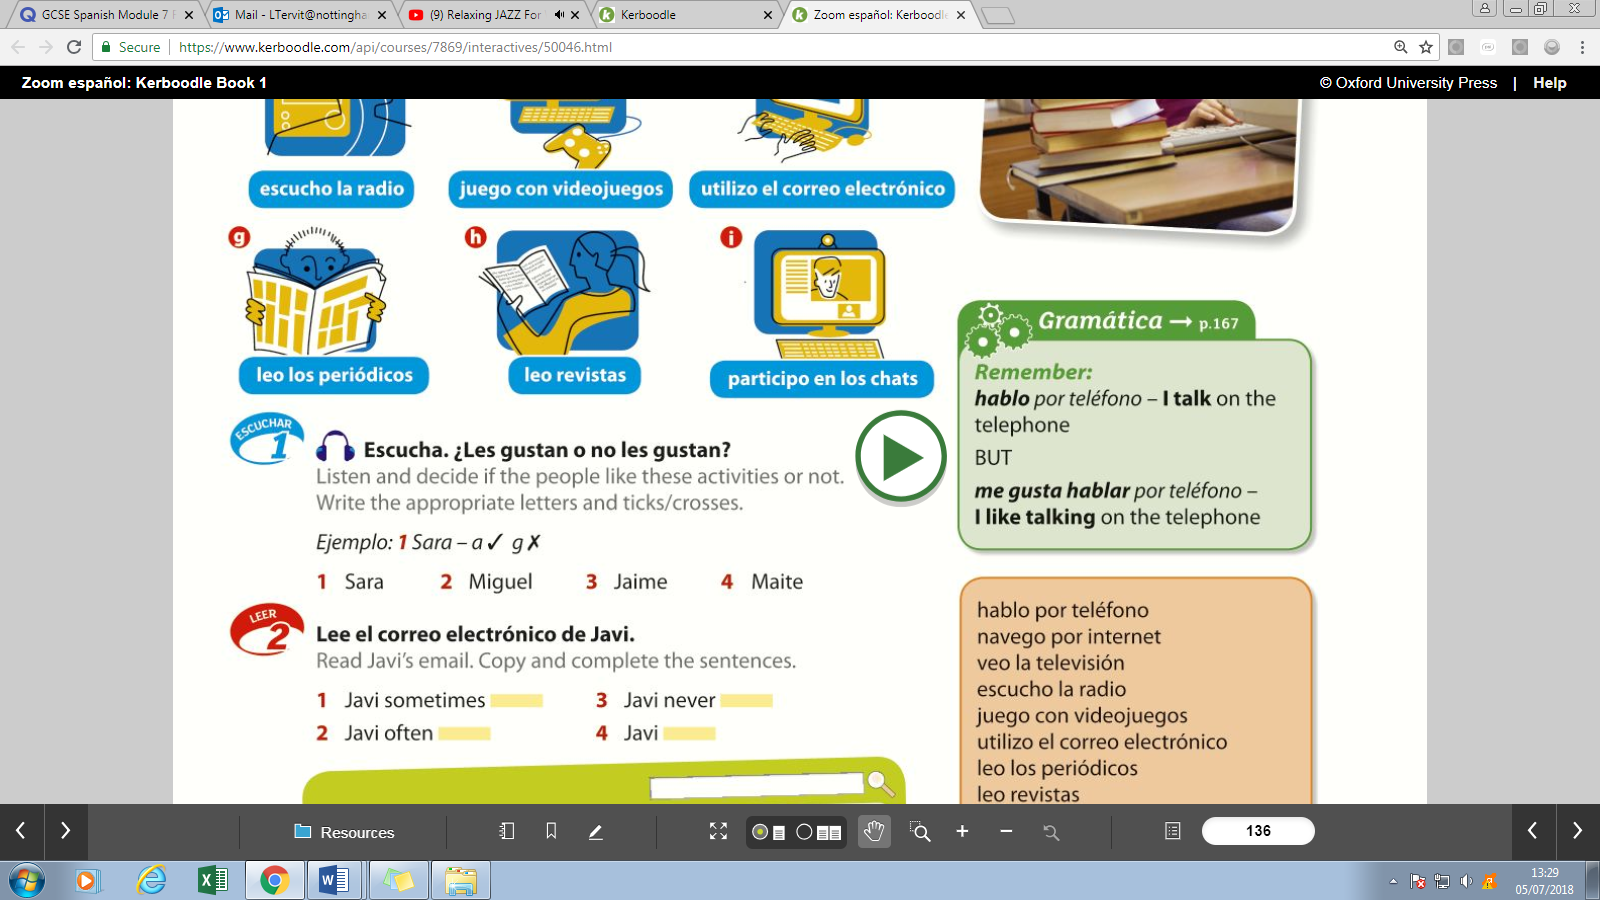 GCSE Spanish Module 7
Mail - LTervit@nottingha
(9) Relaxing JAZZ For
Kerboodle
Zoom español: Kerboodle
Secure
https://www.kerboodle.com/api/courses/7869/interactives/50046.html
Zoom español: Kerboodle Book 1
© Oxford University Press | Help
escucho la radio
juego con videojuegos
utilizo el correo electrónico
g
h
i
leo los periódicos
leo revistas
participo en los chats
Gramática → p.167
Remember:
hablo por teléfono – I talk on the
telephone
BUT
me gusta hablar por teléfono –
I like talking on the telephone
ESCUCHAR
1
Escucha. ¿Les gustan o no les gustan?
Listen and decide if the people like these activities or not.
Write the appropriate letters and ticks/crosses.
Ejemplo: 1 Sara – a ✓ g ✗
1 Sara 2 Miguel 3 Jaime 4 Maite
LEER
2
Lee el correo electrónico de Javi.
Read Javi's email. Copy and complete the sentences.
1 Javi sometimes
3 Javi never
2 Javi often
4 Javi
hablo por teléfono
navego por internet
veo la televisión
escucho la radio
juego con videojuegos
utilizo el correo electrónico
leo los periódicos
leo revistas
Resources
136
13:29
05/07/2018